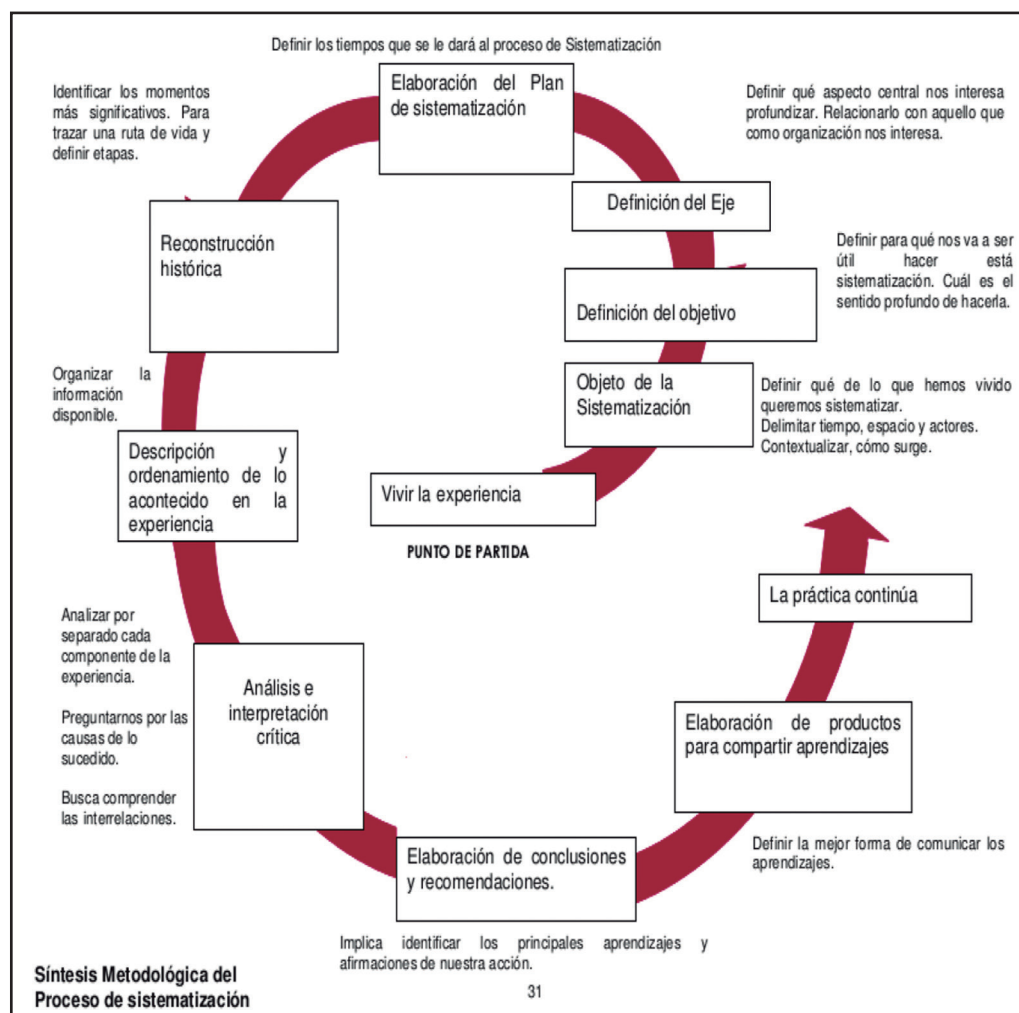 Definir los tiempos que se le dará al proceso de Sistematización
Elaboración del Plan
de sistematización
Identificar los momentos
más significativos. Para
trazar una ruta de vida y
definir etapas.
Definir qué aspecto central nos interesa
profundizar. Relacionarlo con aquello que
como organización nos interesa.
Definición del Eje
Reconstrucción
histórica
Definir para qué nos va a ser
útil hacer está
sistematización. Cuál es el
sentido profundo de hacerla.
Definición del objetivo
Organizar la
información
disponible.
Objeto de la
Sistematización
Definir qué de lo que hemos vivido
queremos sistematizar.
Delimitar tiempo, espacio y actores.
Contextualizar, cómo surge.
Descripción y
ordenamiento de lo
acontecido en la
experiencia
Vivir la experiencia
PUNTO DE PARTIDA
La práctica continúa
Analizar por
separado cada
componente de la
experiencia.
Preguntarnos por las
causas de lo
sucedido.
Busca comprender
las interrelaciones.
Análisis e
interpretación
crítica
Elaboración de productos
para compartir aprendizajes
Definir la mejor forma de comunicar los
aprendizajes.
Elaboración de conclusiones
y recomendaciones.
Implica identificar los principales aprendizajes y
afirmaciones de nuestra acción.
Síntesis Metodológica del
Proceso de sistematización
31